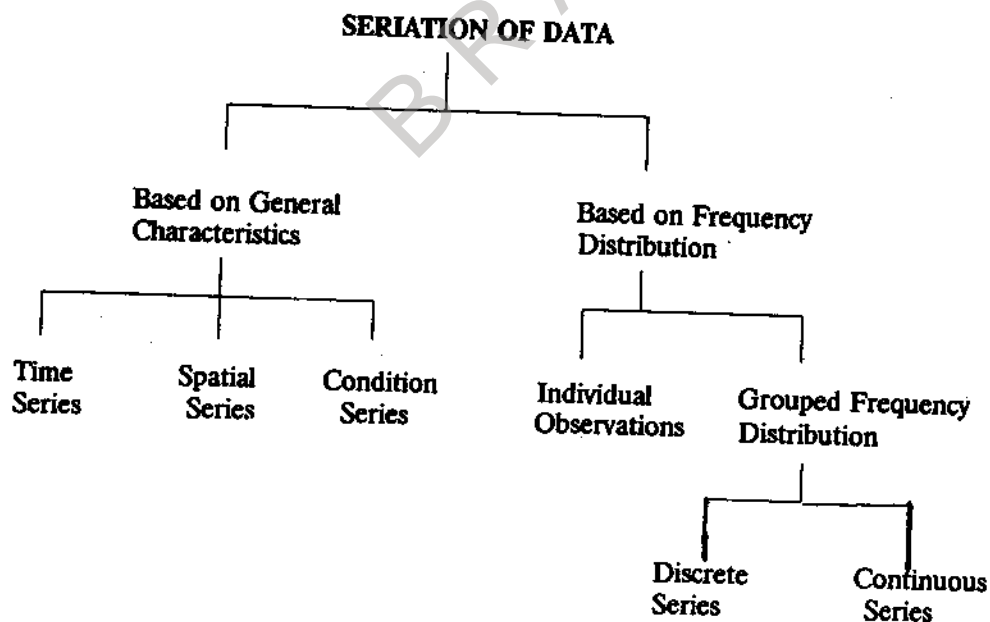 SERIATION OF DATA
B R A
Based on General
Characteristics
Based on Frequency
Distribution
Time
Series
Spatial
Series
Condition
Series
Individual
Observations
Grouped Frequency
Distribution
Discrete
Series
Continuous
Series